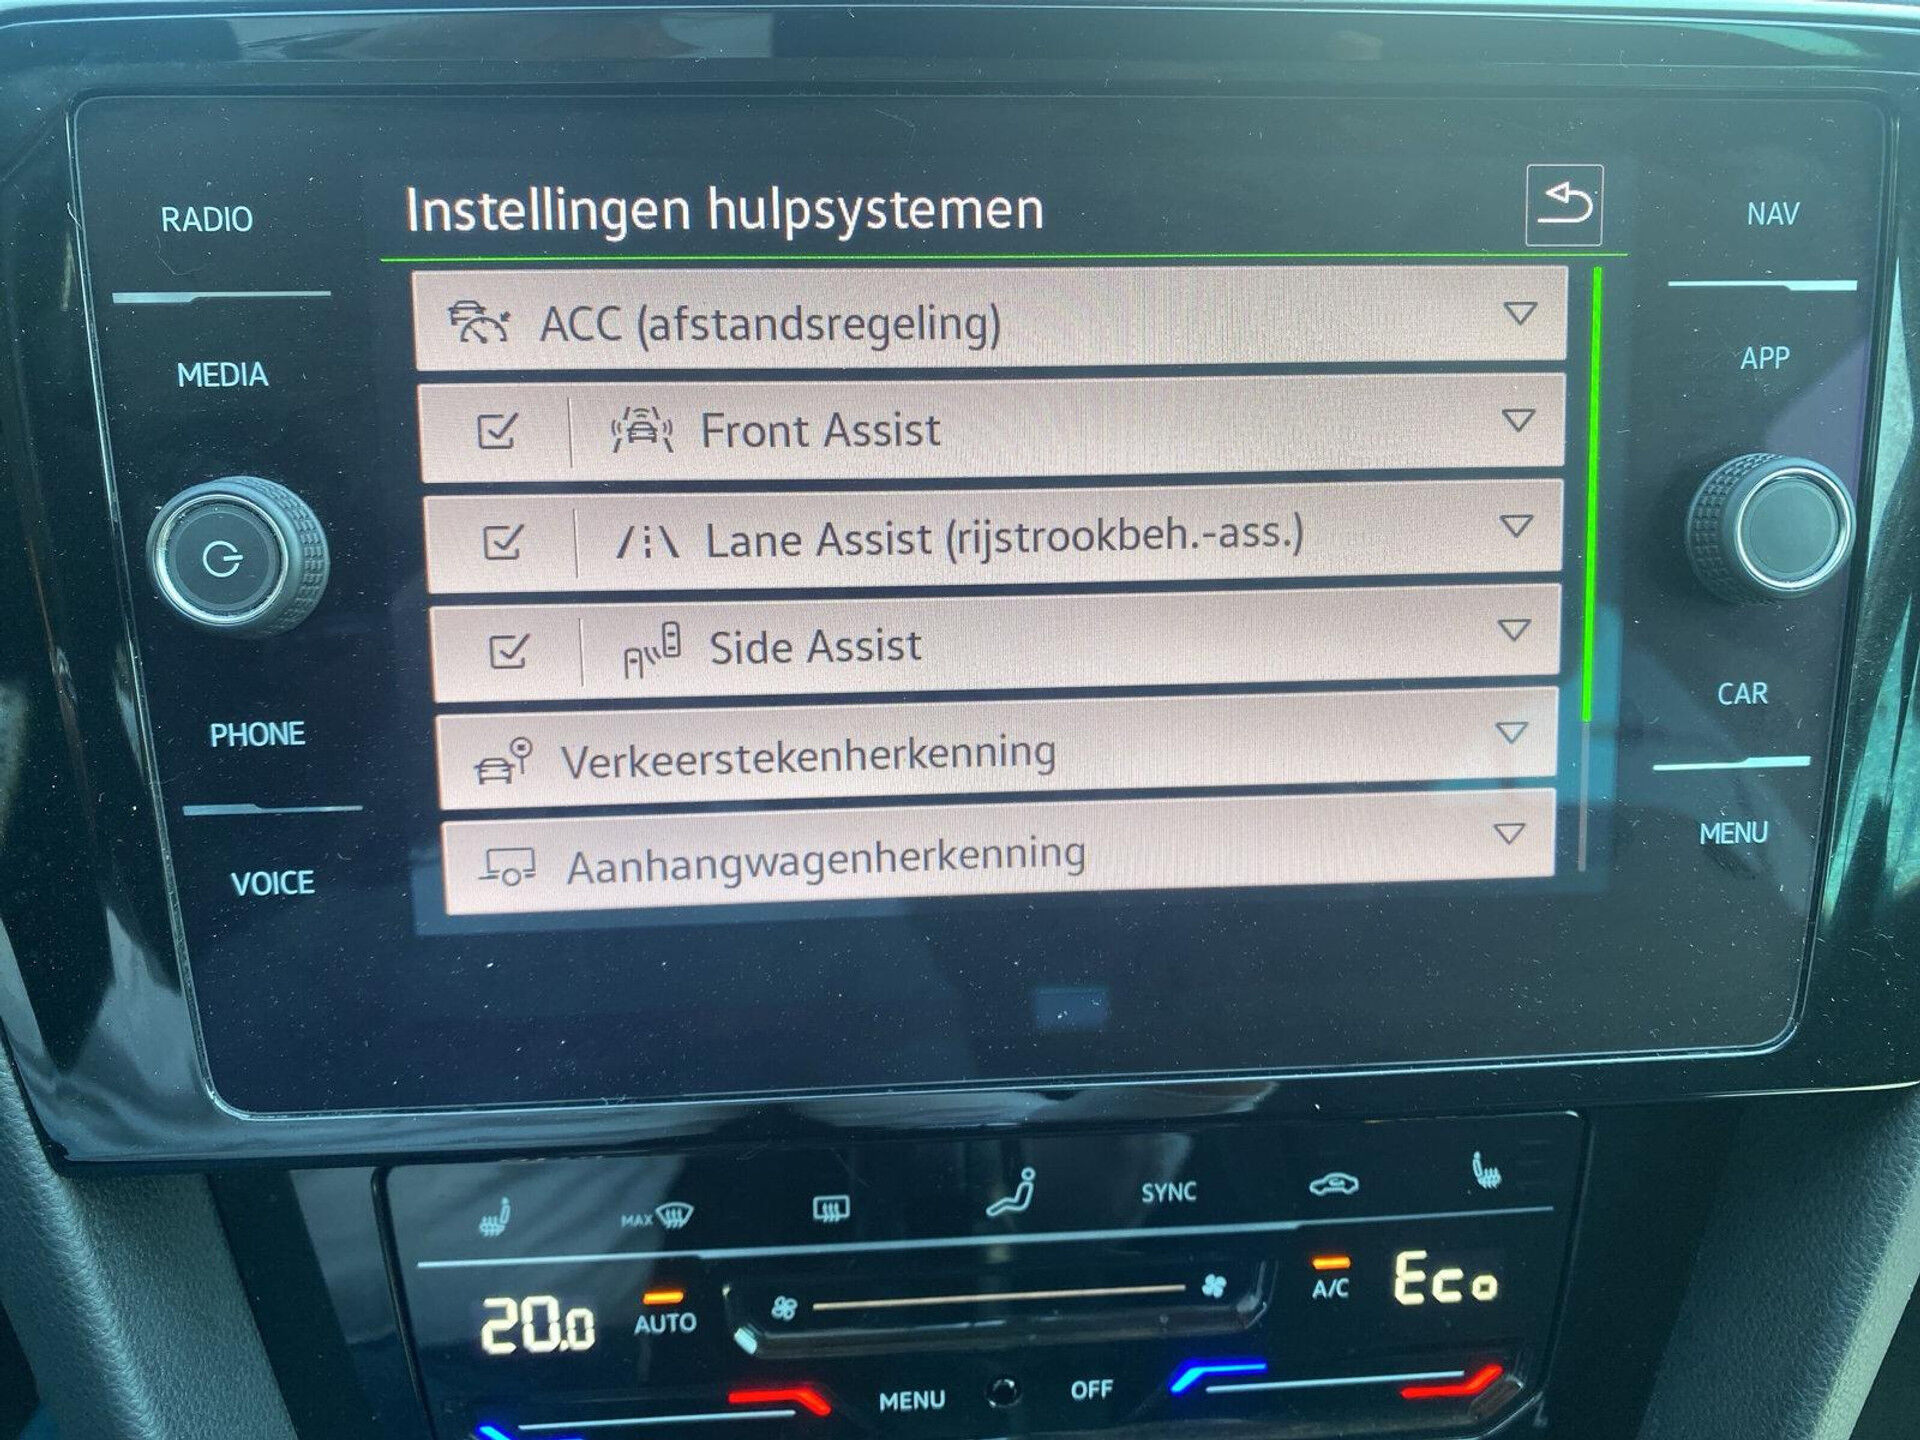 Instellingen hulpsystemen
RADIO
MEDIA
PHONE
VOICE
ACC (afstandsregeling)
Front Assist
Lane Assist (rijstrookbeh.-ass.)
Side Assist
Verkeerstekenherkenning
Aanhangwagenherkenning
NAV
APP
CAR
MENU
MAX
SYNC
20.0
AUTO
A/C
Eco
MENU
OFF